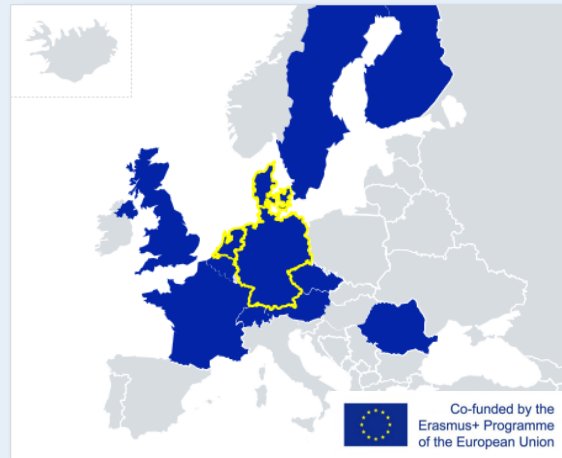 Co-funded by the
Erasmus+ Programme
of the European Union